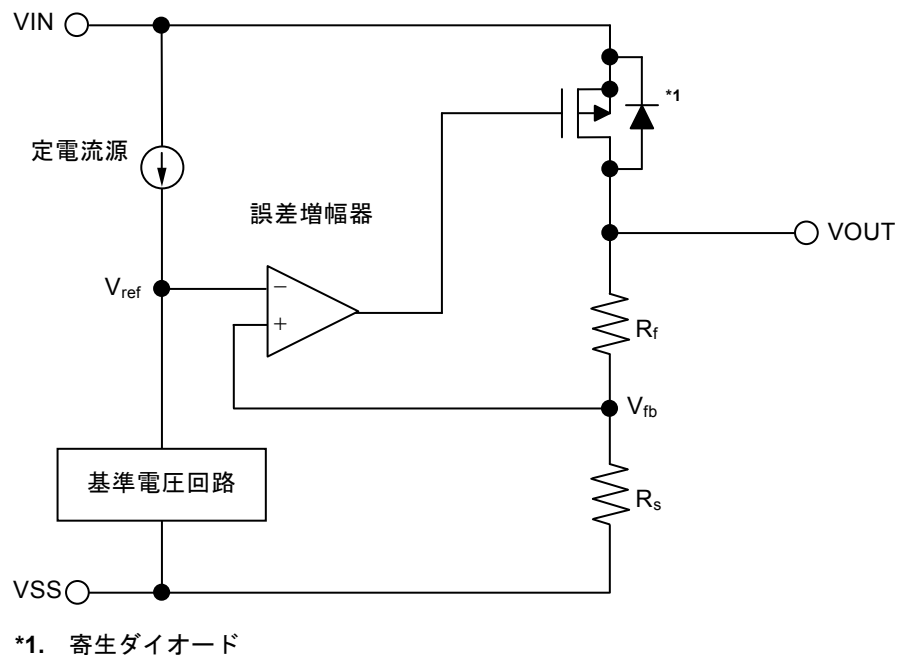 VIN
*1
定電流源
誤差増幅器
VOUT
Vref
−
+
Rf
Vfb
基準電圧回路
Rs
VSS
*1. 寄生ダイオード